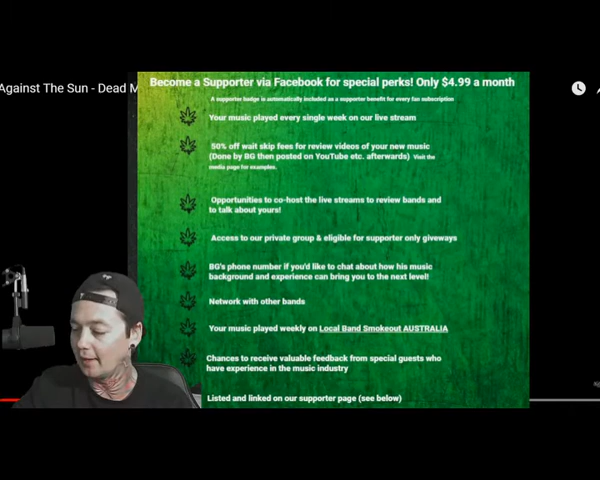 Become a Supporter via Facebook for special perks! Only $4.99 a month
Against The Sun - Dead M
A supporter badge is automatically included as a supporter benefit for every fan subscription
Your music played every single week on our live stream
50% off wait skip fees for review videos of your new music
(Done by BG then posted on YouTube etc. afterwards) Visit the
media page for examples.
Opportunities to co-host the live streams to review bands and
to talk about yours!
Access to our private group & eligible for supporter only giveways
BG's phone number if you'd like to chat about how his music
background and experience can bring you to the next level!
Network with other bands
Your music played weekly on Local Band Smokeout AUSTRALIA
Chances to receive valuable feedback from special guests who
have experience in the music industry
Listed and linked on our supporter page (see below)